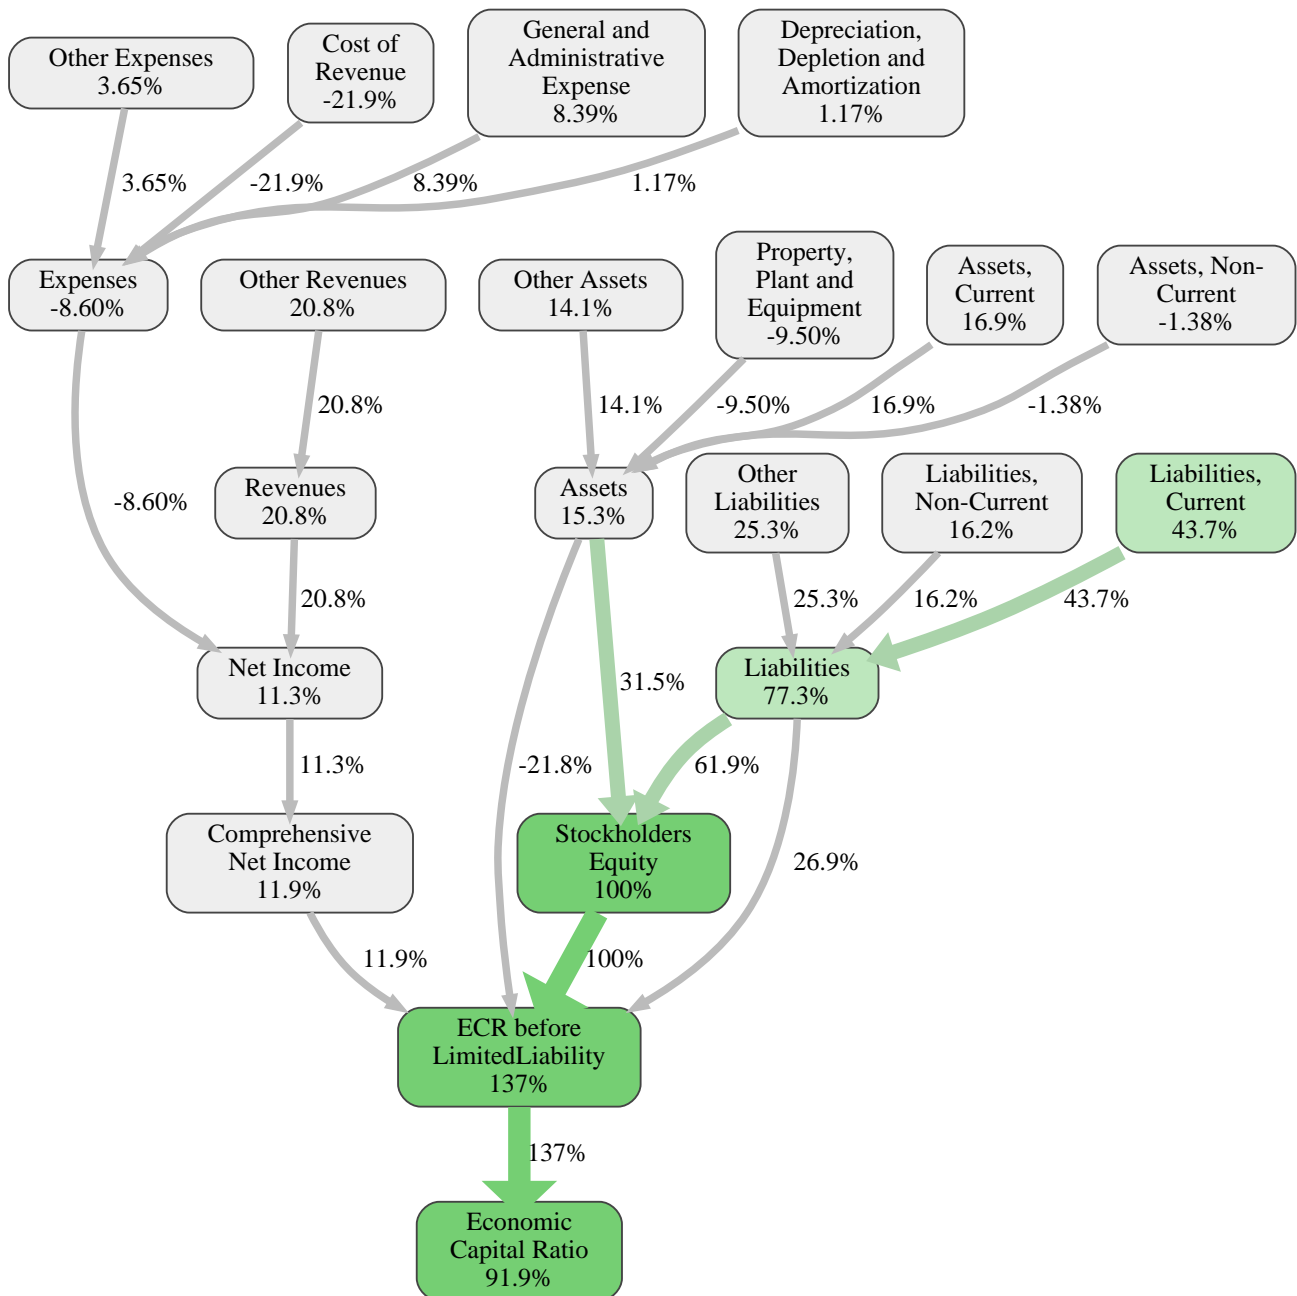 Other Expenses
3.65%
Cost of
Revenue
-21.9%
General and
Administrative
Expense
8.39%
Depreciation,
Depletion and
Amortization
1.17%
3.65%
-21.9%
8.39%
1.17%
Expenses
-8.60%
Other Revenues
20.8%
Other Assets
14.1%
Property,
Plant and
Equipment
-9.50%
Assets,
Current
16.9%
Assets, Non-
Current
-1.38%
20.8%
14.1%
-9.50%
16.9%
-1.38%
-8.60%
Revenues
20.8%
Assets
15.3%
Other
Liabilities
25.3%
Liabilities,
Non-Current
16.2%
Liabilities,
Current
43.7%
20.8%
25.3%
16.2%
43.7%
Net Income
11.3%
31.5%
Liabilities
77.3%
11.3%
-21.8%
61.9%
Comprehensive
Net Income
11.9%
Stockholders
Equity
100%
26.9%
11.9%
100%
ECR before
LimitedLiability
137%
137%
Economic
Capital Ratio
91.9%